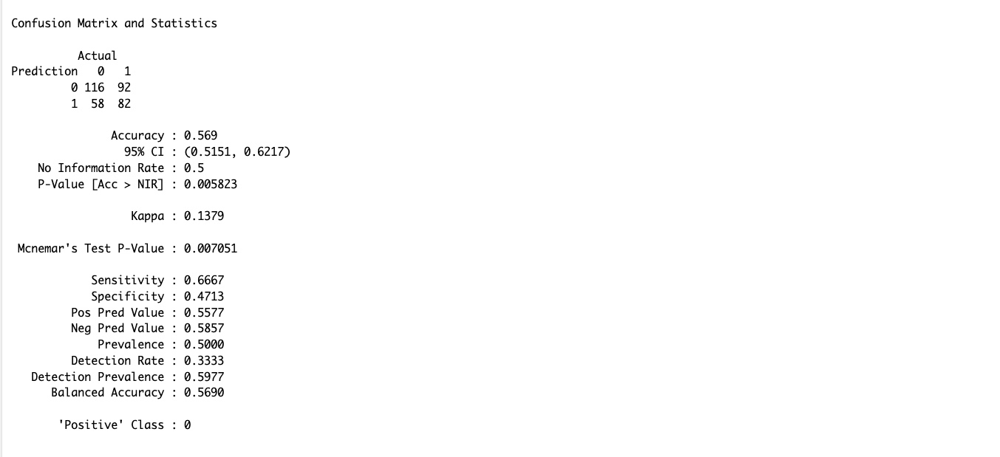 Confusion Matrix and Statistics
Actual
Prediction 0 1
0 116 92
1 58 82
Accuracy : 0.569
95% CI : (0.5151, 0.6217)
No Information Rate : 0.5
P-Value [Acc > NIR] : 0.005823
Kappa : 0.1379
Mcnemar's Test P-Value : 0.007051
Sensitivity : 0.6667
Specificity : 0.4713
Pos Pred Value : 0.5577
Neg Pred Value : 0.5857
Prevalence : 0.5000
Detection Rate : 0.3333
Detection Prevalence : 0.5977
Balanced Accuracy : 0.5690
'Positive' Class : 0